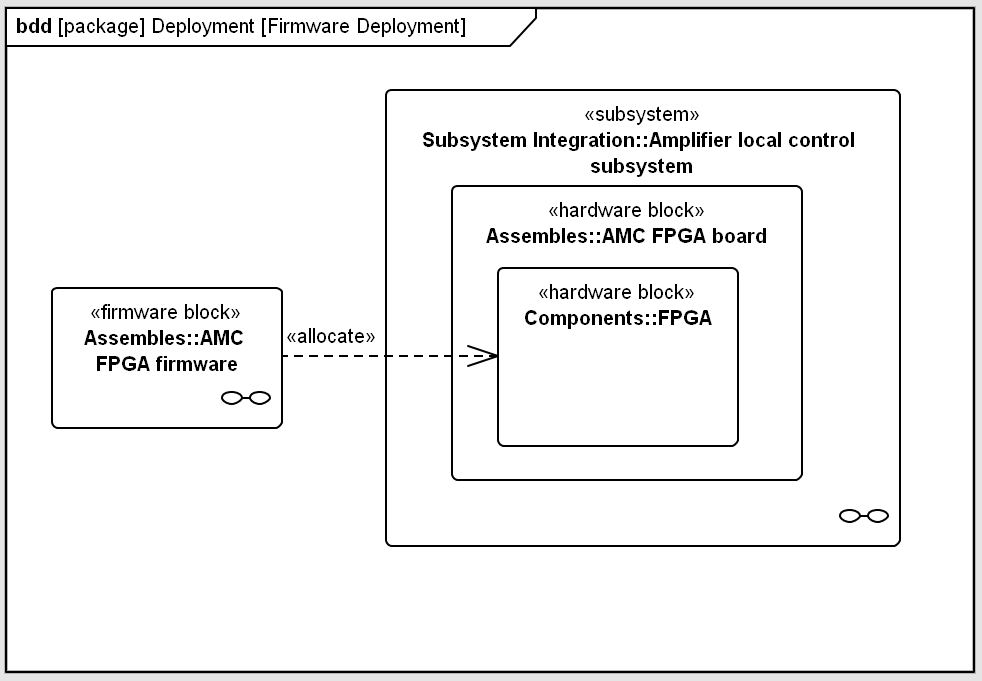 bdd [package] Deployment [Firmware Deployment]
«subsystem»
Subsystem Integration::Amplifier local control
subsystem
«hardware block»
Assembles::AMC FPGA board
«hardware block»
Components::FPGA
«firmware block»
Assembles::AMC
FPGA firmware
«allocate»